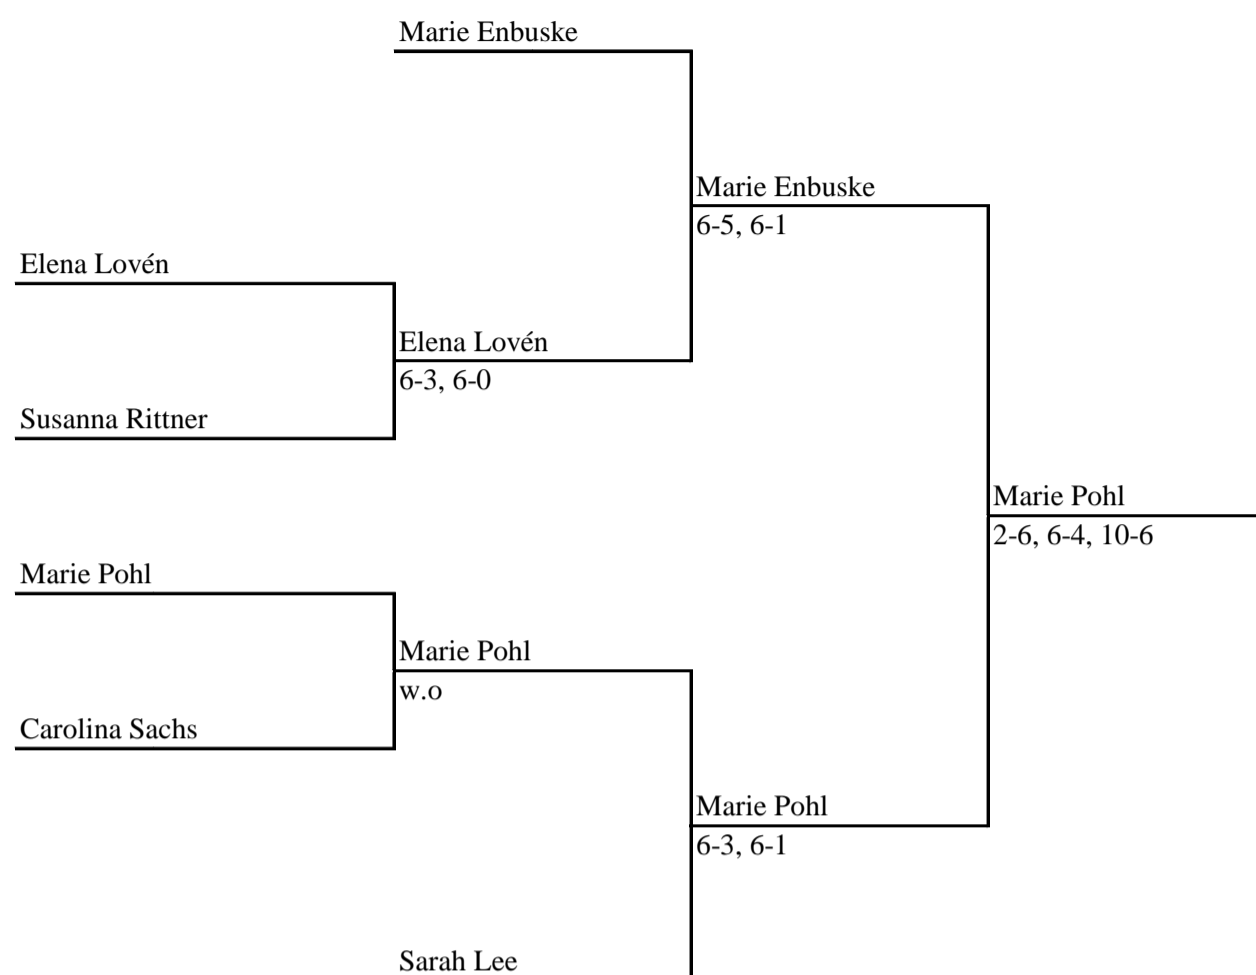 Marie Enbuske
Marie Enbuske
6-5, 6-1
Elena Lovén
Elena Lovén
6-3, 6-0
Susanna Rittner
Marie Pohl
2-6, 6-4, 10-6
Marie Pohl
Marie Pohl
w.o
Carolina Sachs
Marie Pohl
6-3, 6-1
Sarah Lee